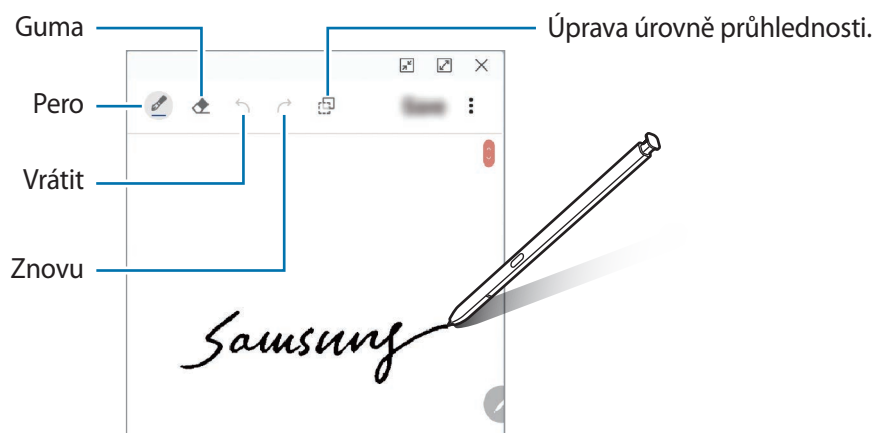 Guma
Úprava úrovně průhlednosti.
Pero
Vrátit
Znovu
Samsung